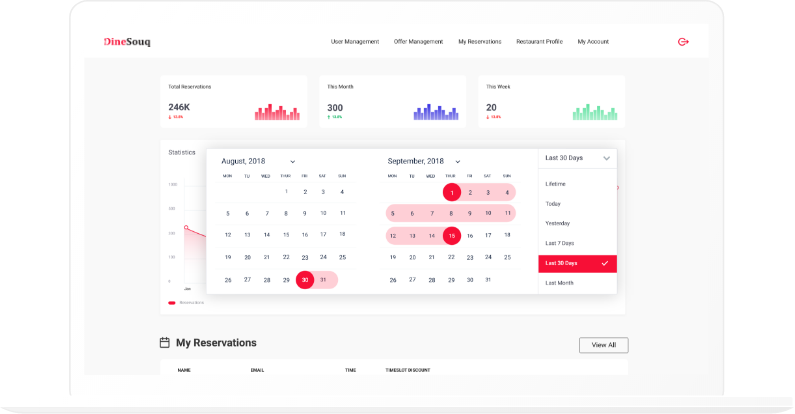 DineSouq
User Management Offer Management My Reservations Restaurant Profile My Account
Total Reservations This Month This Week
246K 300 20
Statistics
August, 2018 September, 2018 Last 30 Days
MON TU WED THUR FRI SAT SUN MON TU WED THUR FRI SAT SUN
1 2 3 4 1 2 3 4
5 6 7 8 9 10 11 5 6 7 8 9 10 11
12 13 14 15 16 17 18 12 13 14 15 16 17 18
19 20 21 22 23 24 25 19 20 21 22 23 24 25
26 27 28 29 30 31 26 27 28 29 30 31
Lifetime
Today
Yesterday
Last 7 Days
Last 30 Days
Last Month
Jan
Reservations
My Reservations View All
NAME EMAIL TIME TIMESLOT DISCOUNT